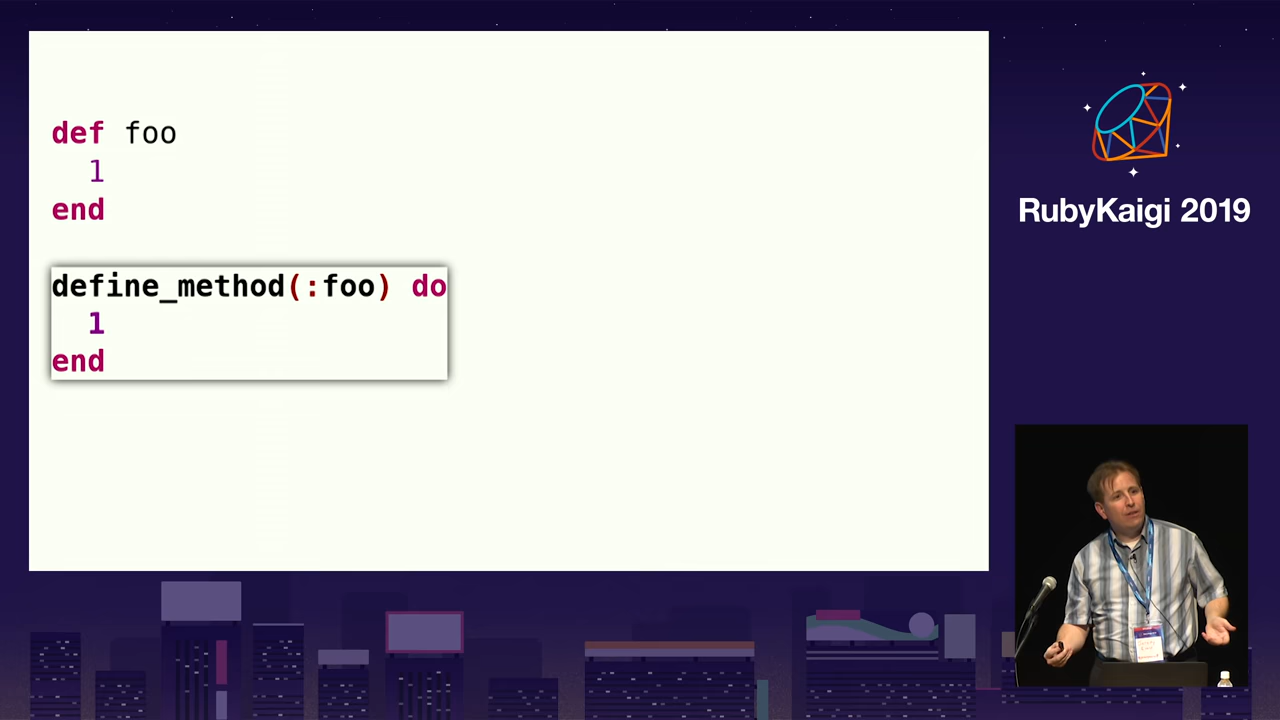 def foo
  1
end
define_method(:foo) do
  1
end
RubyKaigi 2019